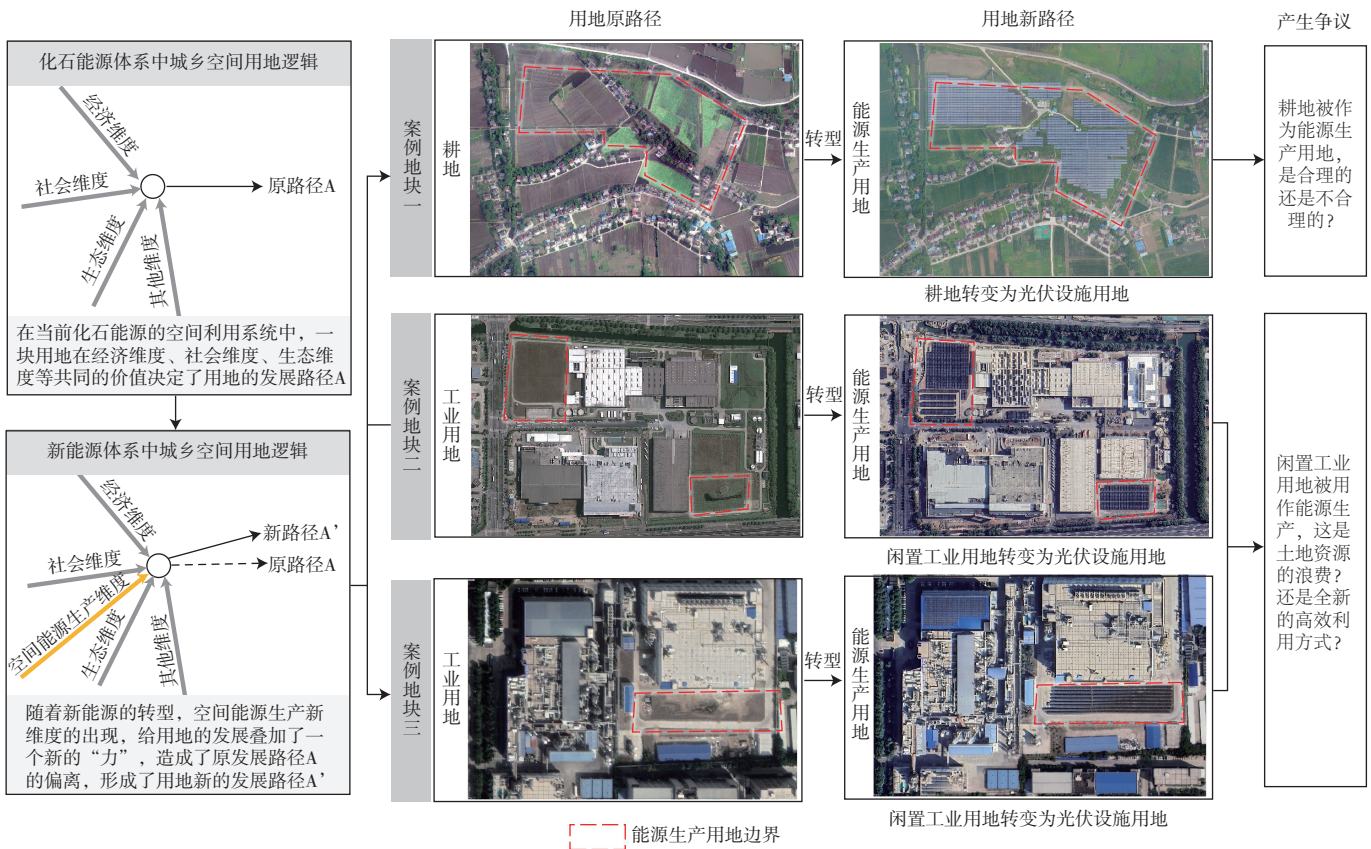 用地原路径
用地新路径
产生争议
化石能源体系中城乡空间用地逻辑
经济维度
社会维度
生态维度
其他维度
原路径A
在当前化石能源的空间利用系统中，一
块用地在经济维度、社会维度、生态维
度等共同的价值决定了用地的发展路径A
新能源体系中城乡空间用地逻辑
经济维度
社会维度
空间能源生产维度
生态维度
其他维度
新路径A'
原路径A
随着新能源的转型，空间能源生产新
维度的出现，给用地的发展叠加了一
个新的“力”，造成了原发展路径A
的偏离，形成了用地新的发展路径A'
案例地块一
耕地
转型
能源生产用地
耕地转变为光伏设施用地
耕地被作
为能源生
产用地，
是合理的
还是不合
理的？
案例地块二
工业用地
转型
能源生产用地
闲置工业用地转变为光伏设施用地
案例地块三
工业用地
转型
能源生产用地
闲置工业用地转变为光伏设施用地
闲置工业
用地被用
作能源生
产，这是
土地资源
的浪费？
还是全新
的高效利
用方式？
能源生产用地边界